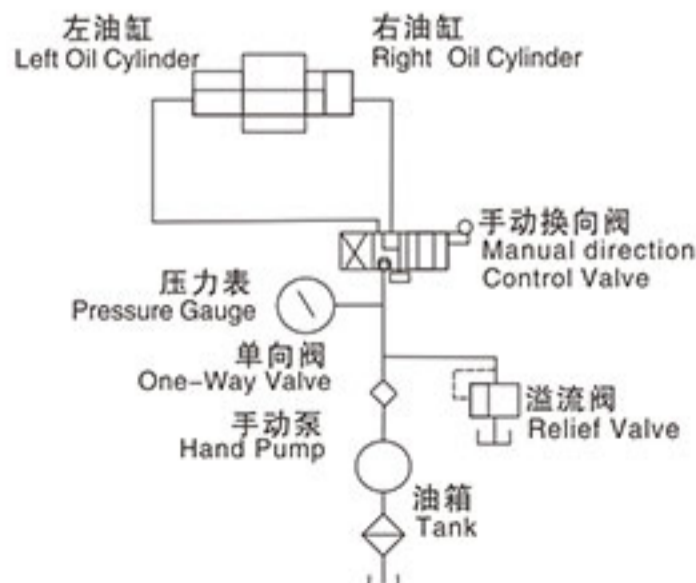 左油缸
Left Oil Cylinder
右油缸
Right Oil Cylinder
手动换向阀
Manual direction
Control Valve
压力表
Pressure Gauge
单向阀
One-Way Valve
溢流阀
Relief Valve
手动泵
Hand Pump
油箱
Tank